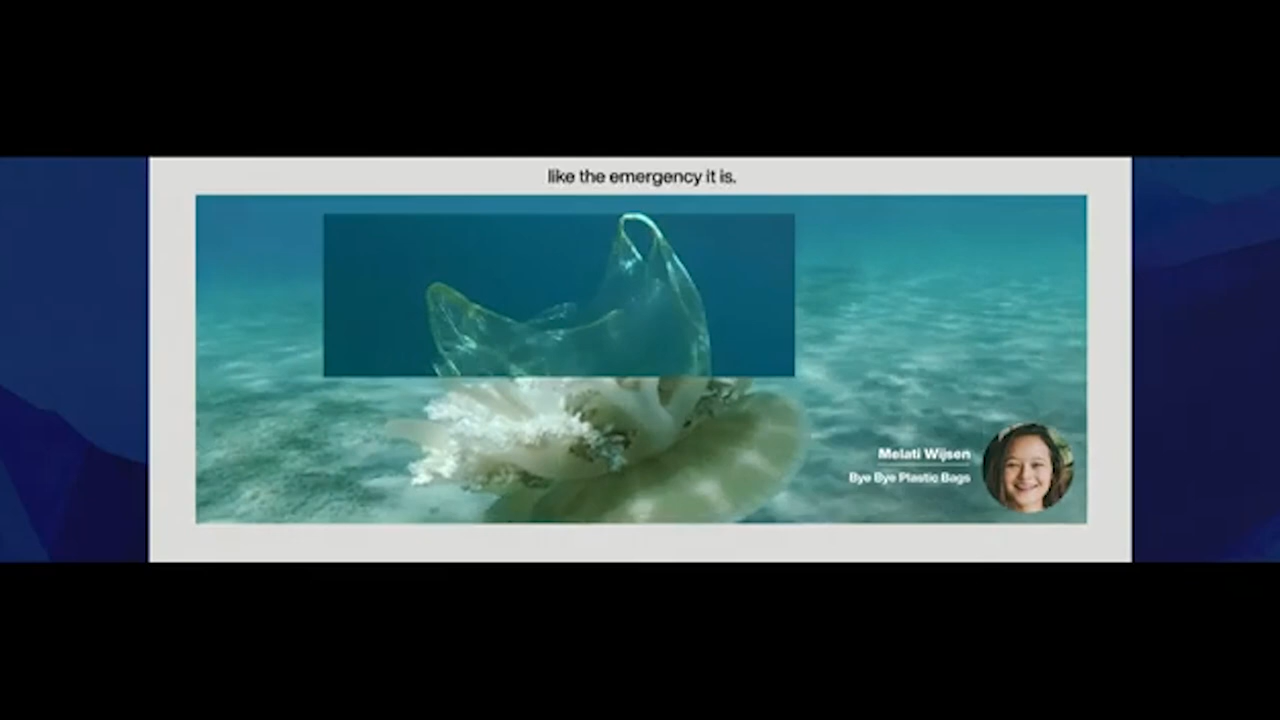 like the emergency it is.
Melati Wijsen
Bye Bye Plastic Bags